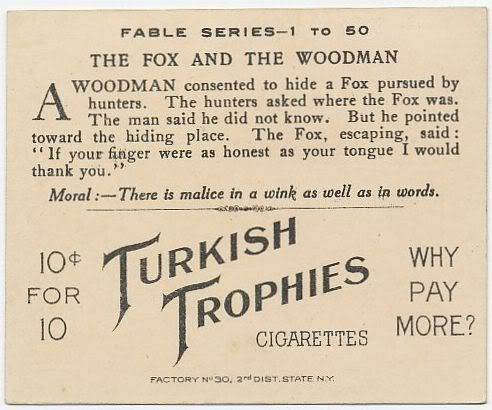 FABLE SERIES—1 TO 50
THE FOX AND THE WOODMAN
A WOODMAN consented to hide a Fox pursued by
hunters. The hunters asked where the Fox was.
The man said he did not know. But he pointed
toward the hiding place. The Fox, escaping, said:
"If your finger were as honest as your tongue I would
thank you."
Moral:—There is malice in a wink as well as in words.
10¢
FOR
10
TURKISH
TROPHIES
CIGARETTES
WHY
PAY
MORE?
FACTORY Nº 30, 2ND DIST. STATE N.Y.